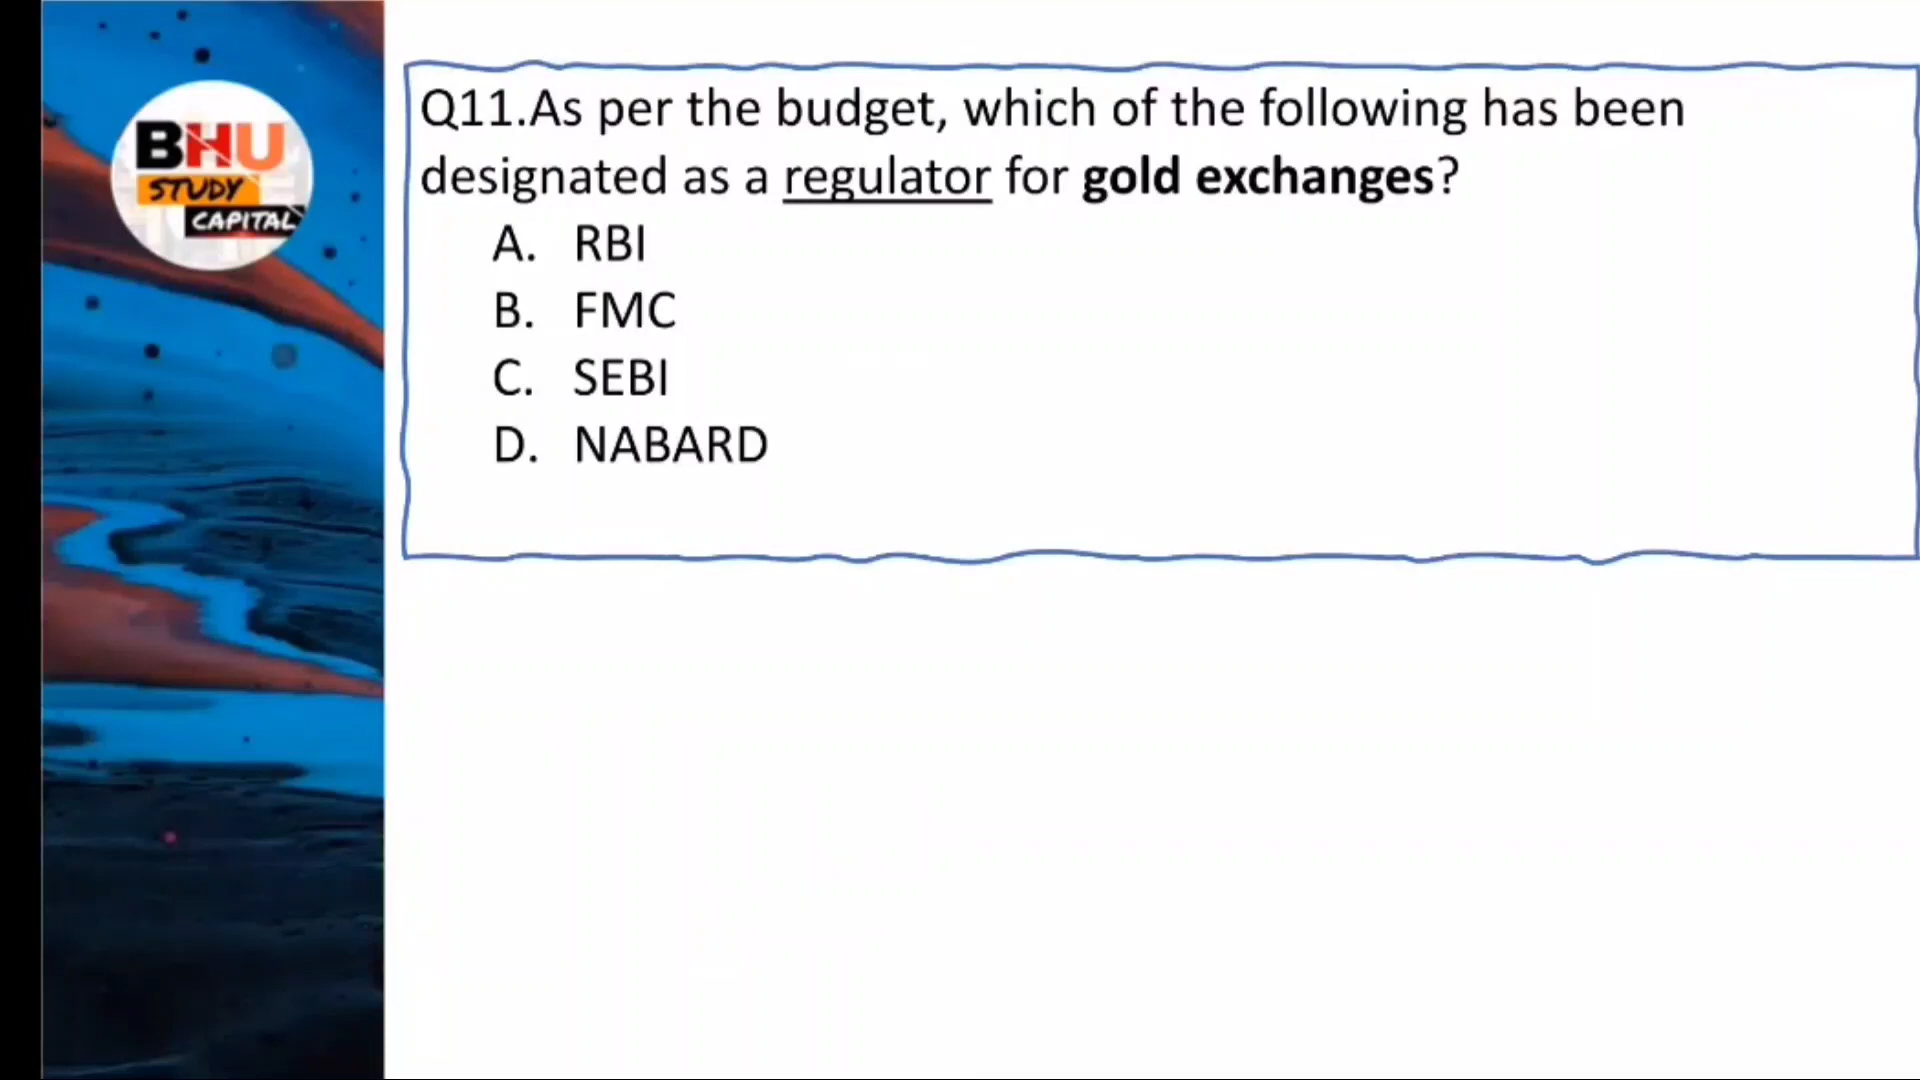 BHU
STUDY
CAPITAL
Q11.As per the budget, which of the following has been
designated as a regulator for gold exchanges?
A. RBI
B. FMC
C. SEBI
D. NABARD